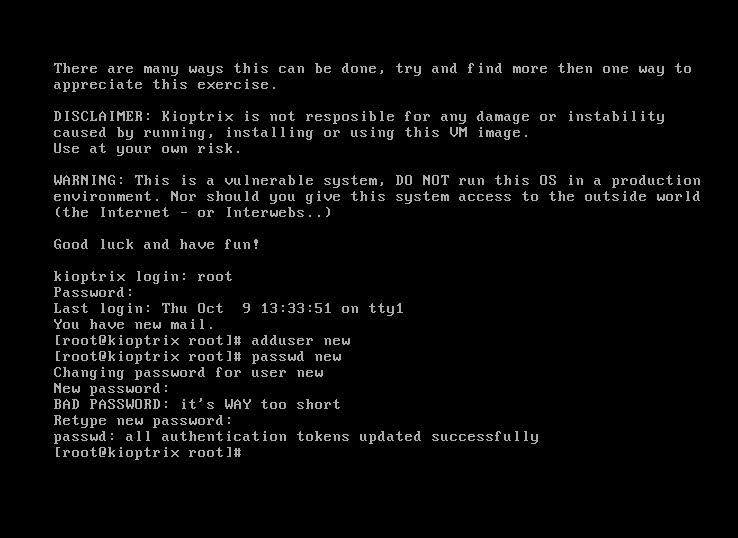 There are many ways this can be done, try and find more then one way to
appreciate this exercise.
DISCLAIMER: Kioptrix is not resposible for any damage or instability
caused by running, installing or using this VM image.
Use at your own risk.
WARNING: This is a vulnerable system, DO NOT run this OS in a production
environment. Nor should you give this system access to the outside world
(the Internet - or Interwebs..)
Good luck and have fun!
kioptrix login: root
Password:
Last login: Thu Oct  9 13:33:51 on tty1
You have new mail.
[root@kioptrix root]# adduser new
[root@kioptrix root]# passwd new
Changing password for user new
New password:
BAD PASSWORD: it's WAY too short
Retype new password:
passwd: all authentication tokens updated successfully
[root@kioptrix root]#